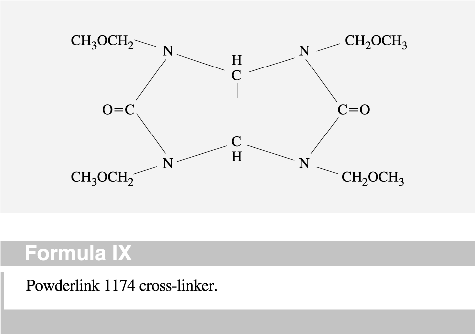 CH₃OCH₂ N N CH₂OCH₃
H
C
O=C C=O
C
H
CH₃OCH₂ N N CH₂OCH₃
Formula IX
Powderlink 1174 cross-linker.